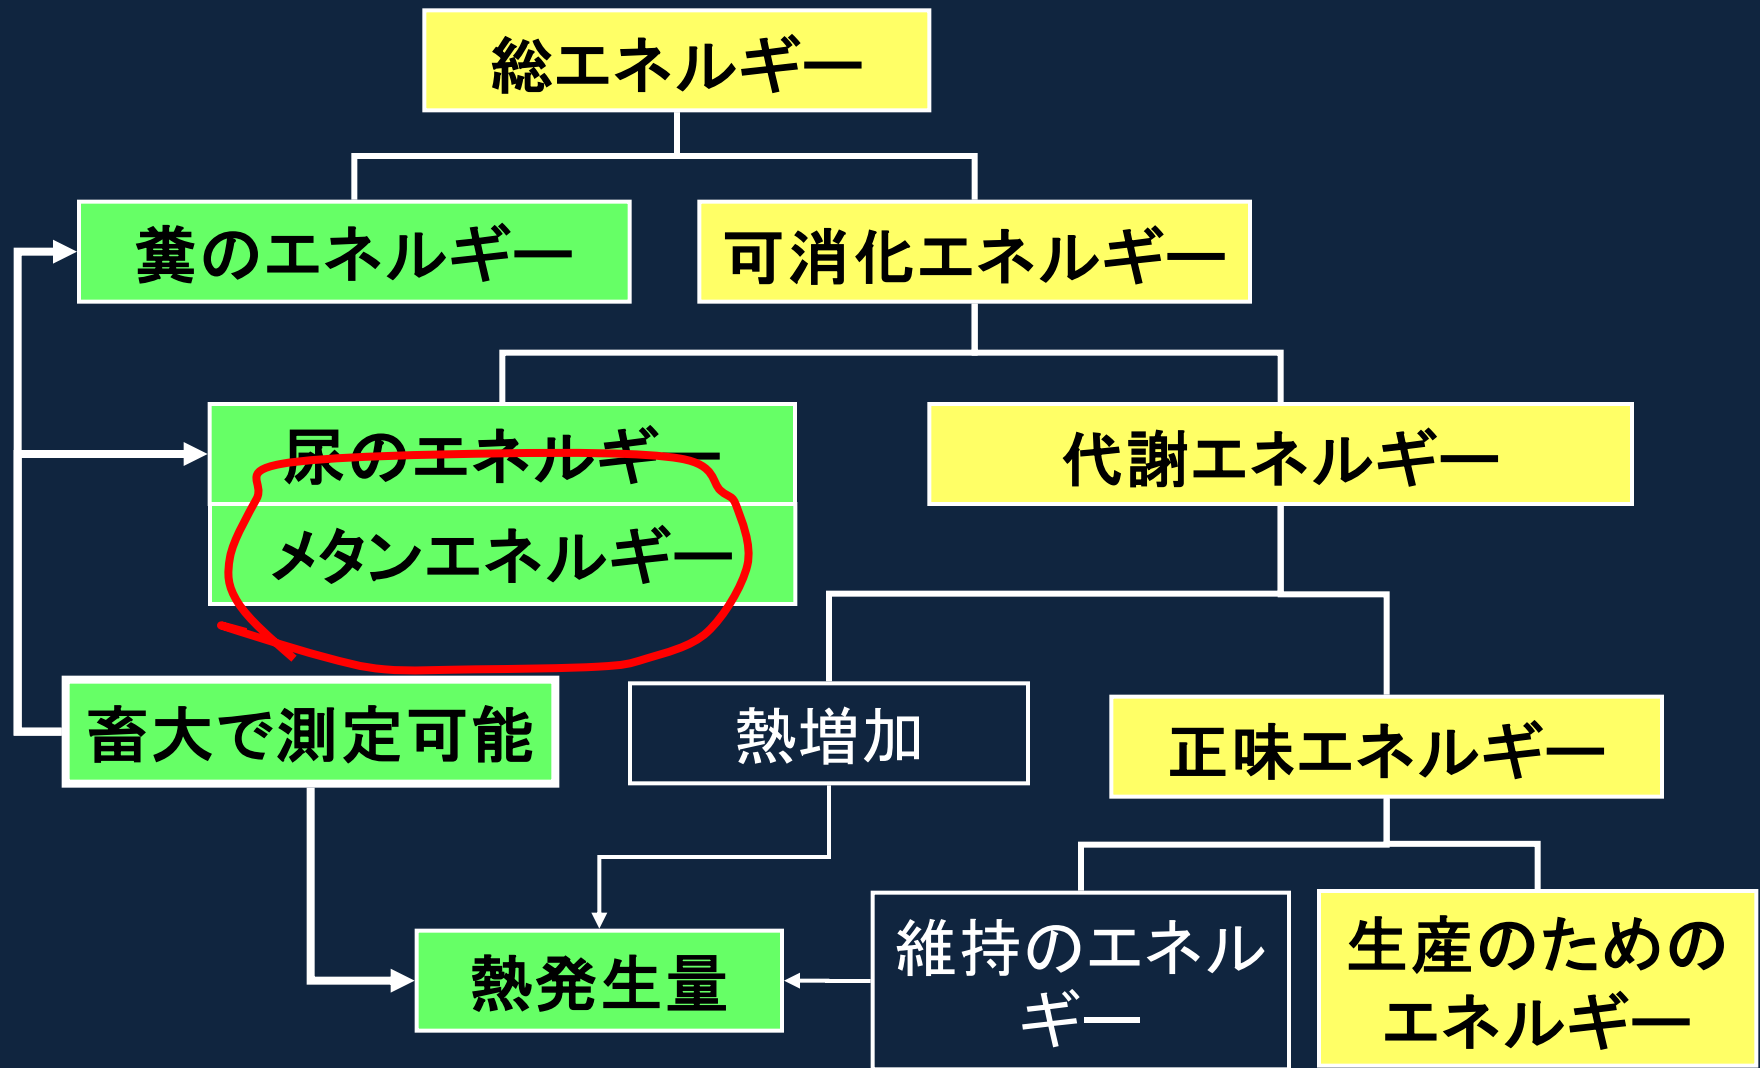 総エネルギー
糞のエネルギー
可消化エネルギー
尿のエネルギー
メタンエネルギー
代謝エネルギー
畜大で測定可能
熱増加
正味エネルギー
熱発生量
維持のエネル
ギー
生産のための
エネルギー